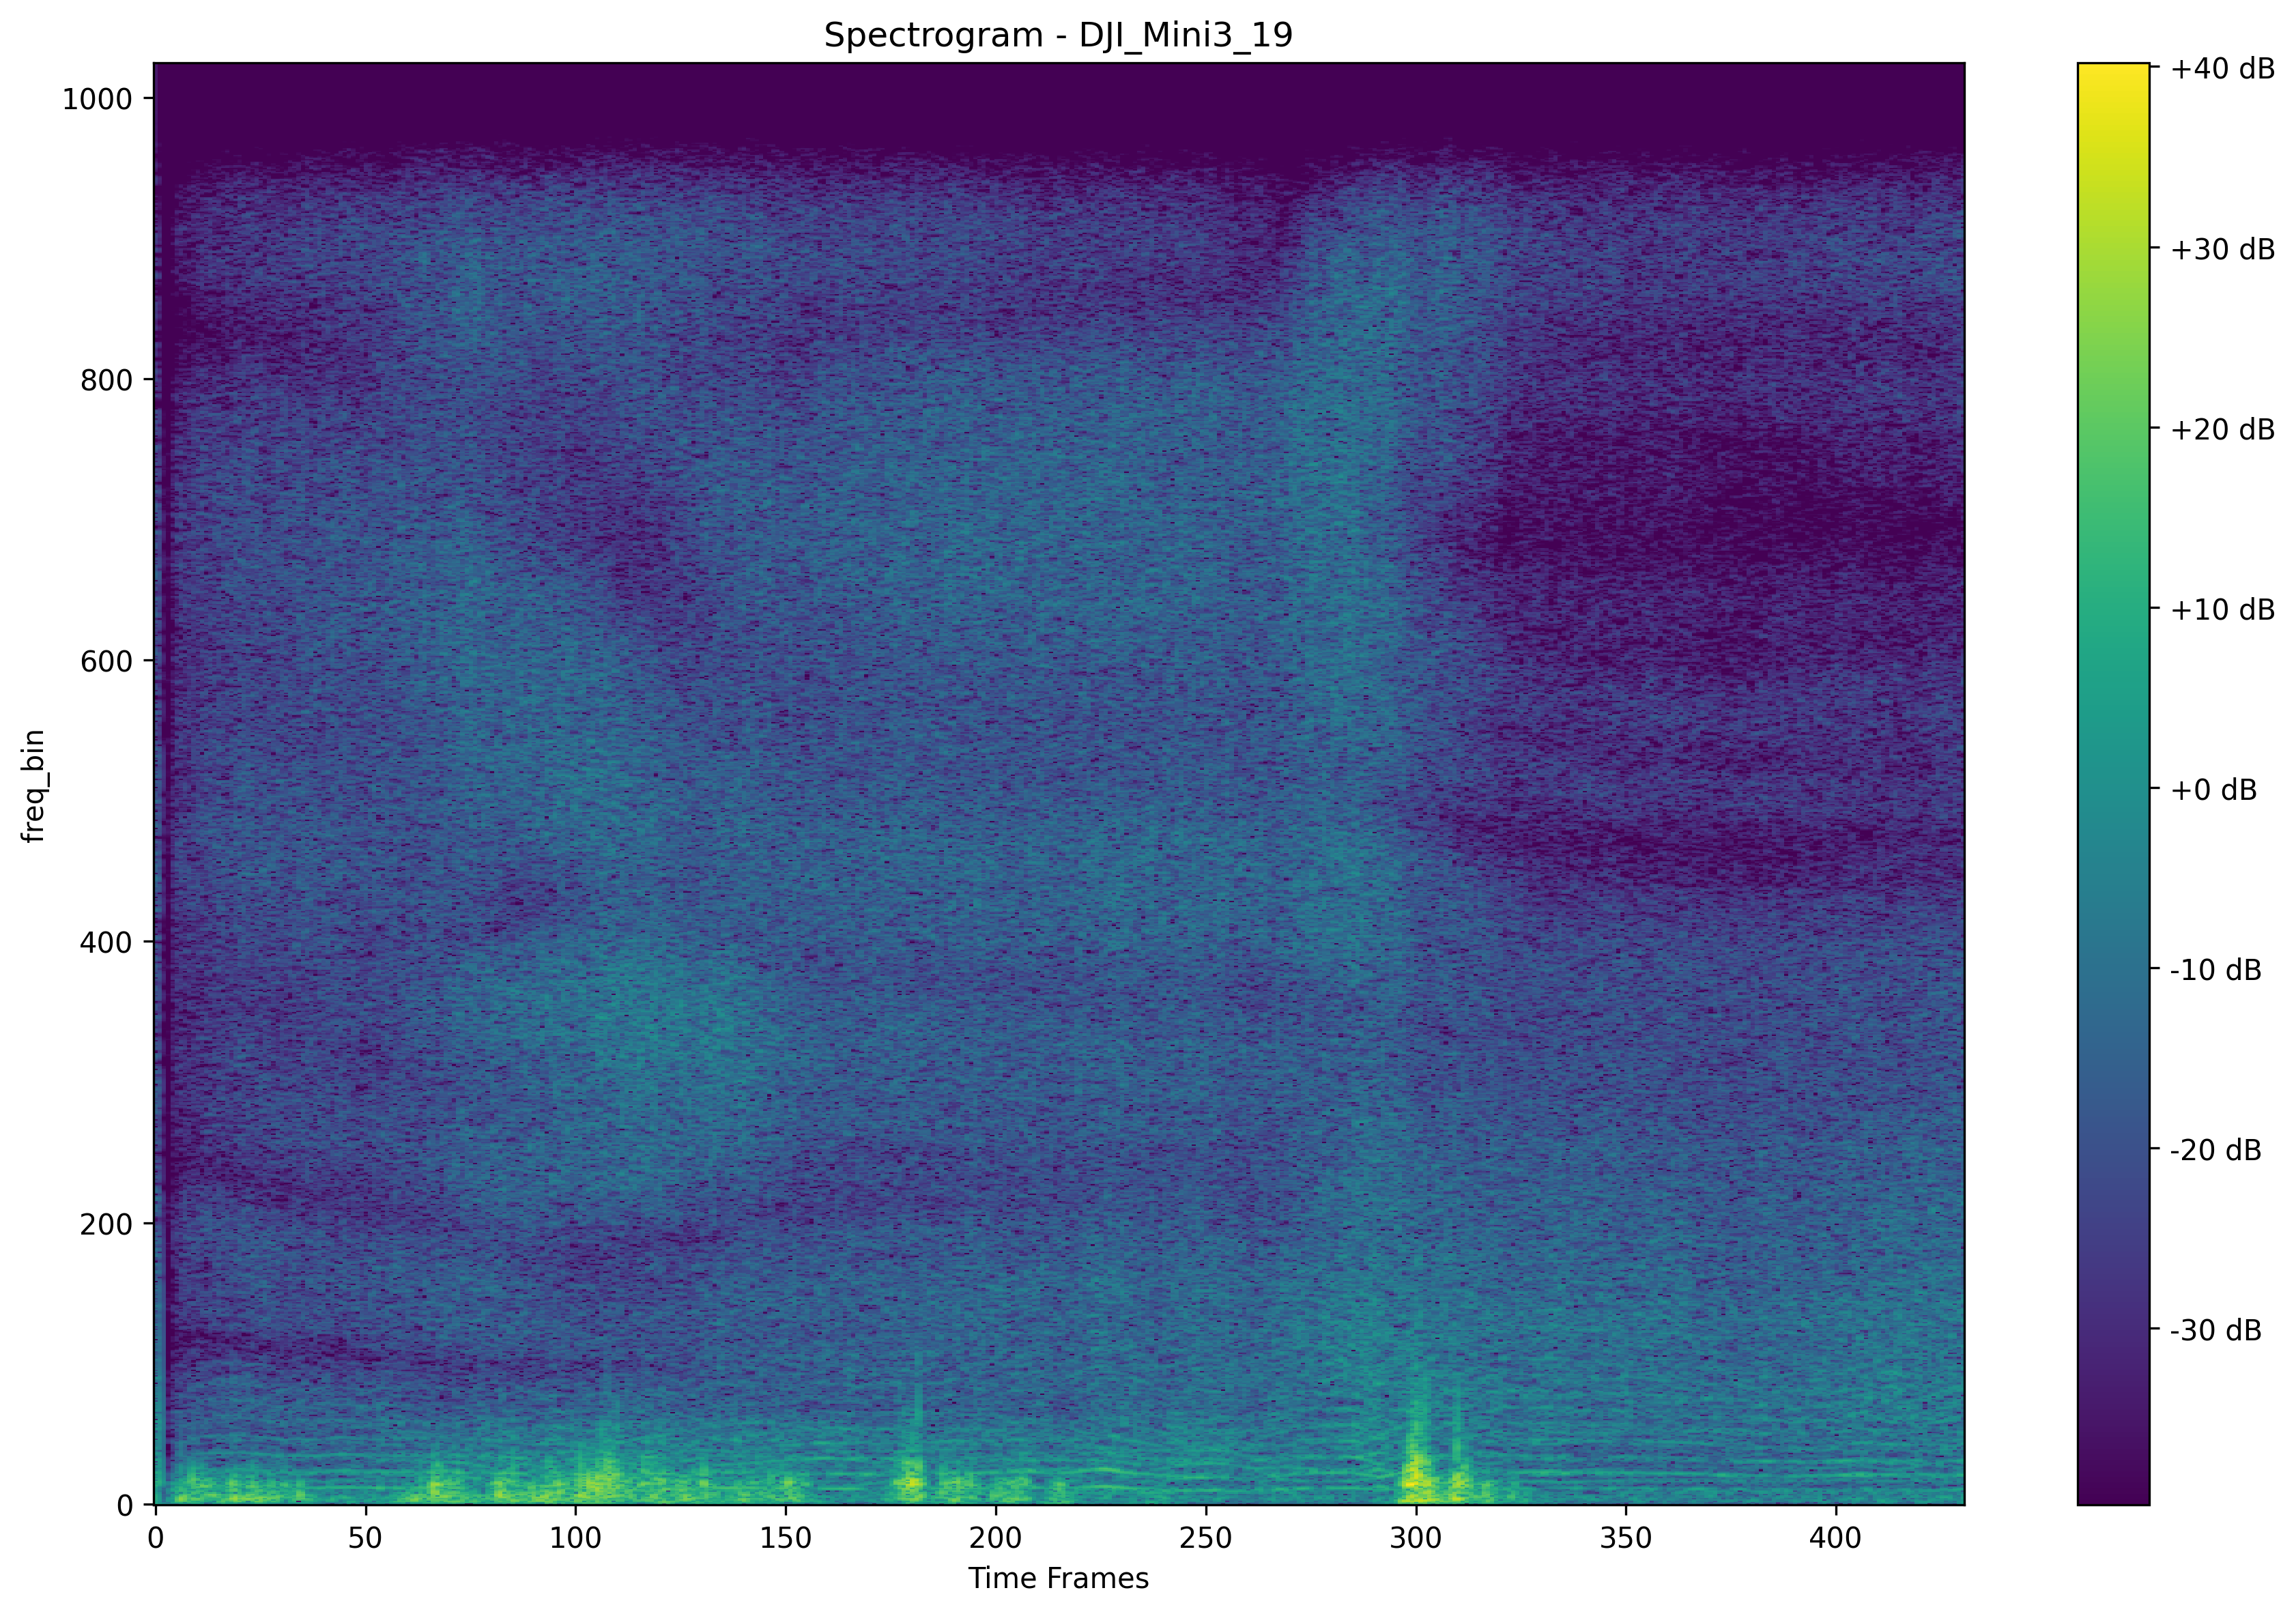 Spectrogram - DJI_Mini3_19
1000
800
600
400
200
0
freq_bin
0 50 100 150 200 250 300 350 400
Time Frames
+40 dB
+30 dB
+20 dB
+10 dB
+0 dB
-10 dB
-20 dB
-30 dB